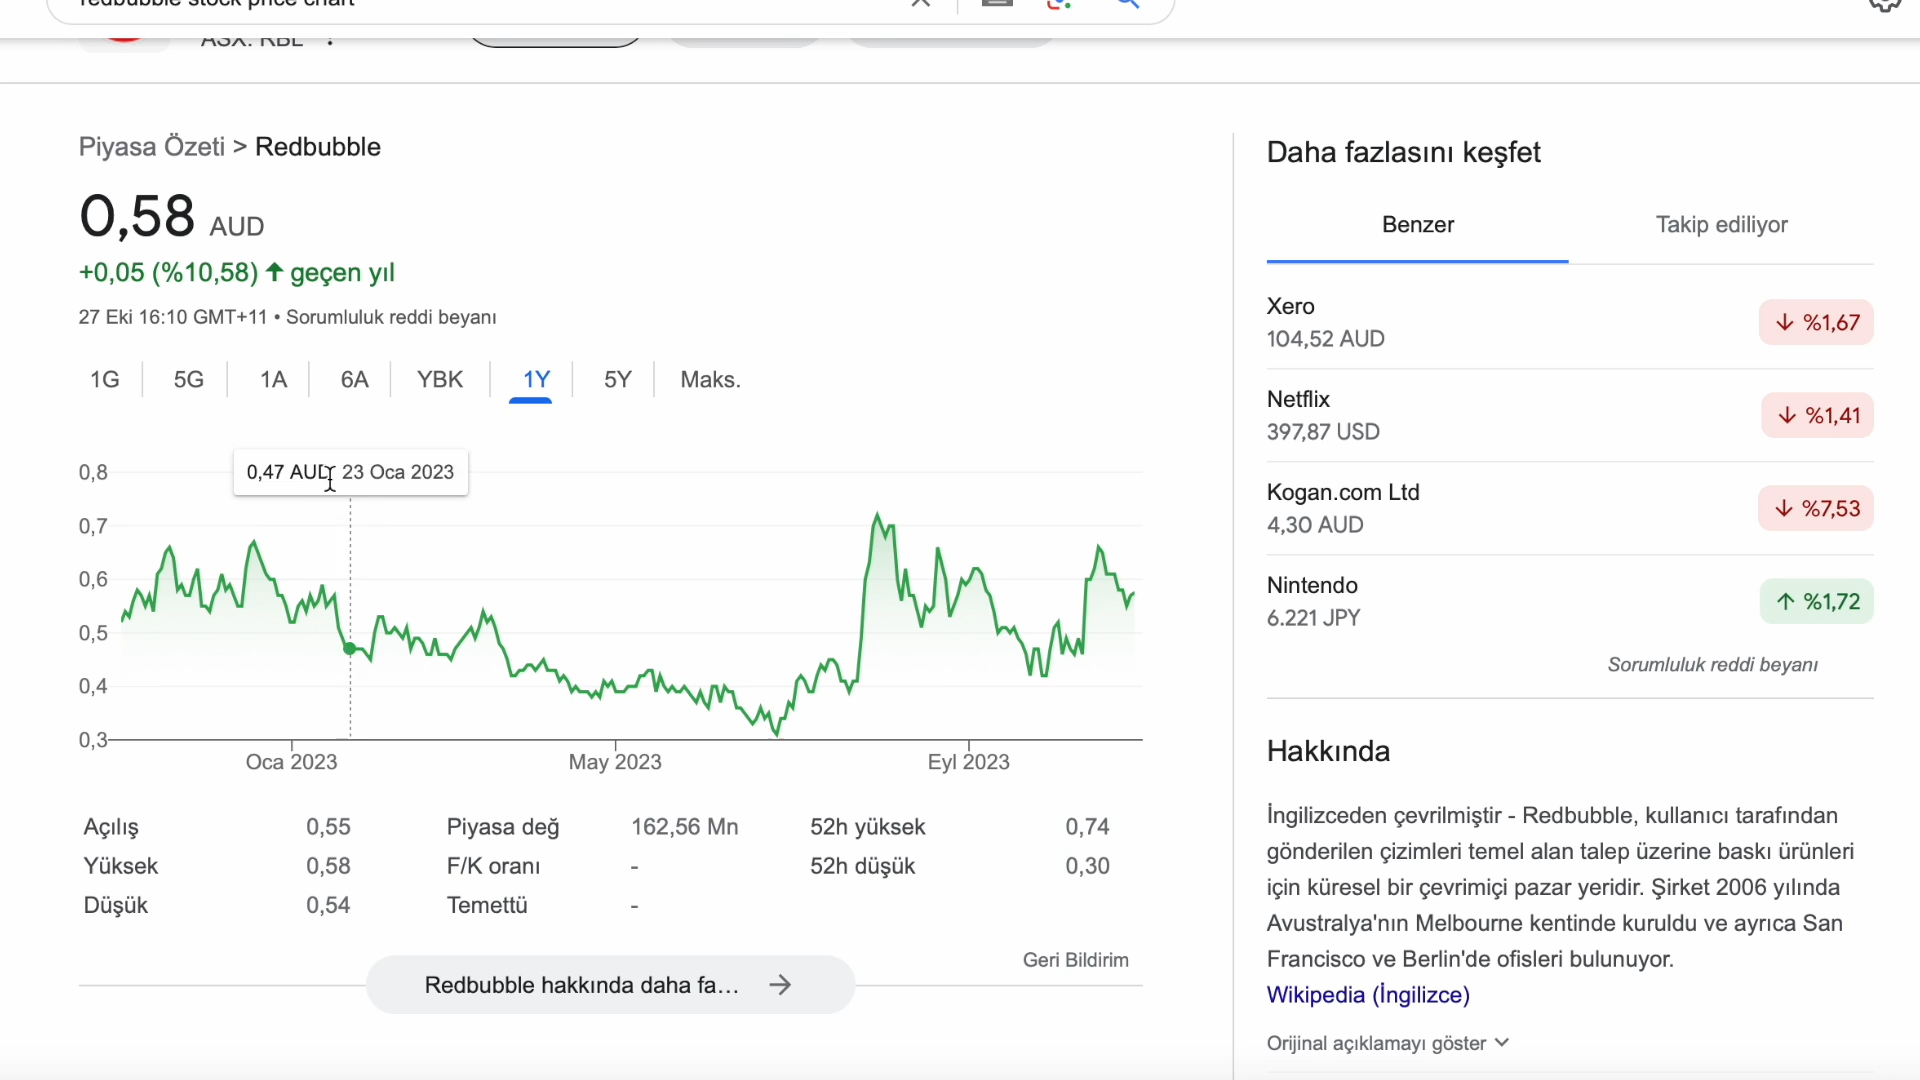 redbubble stock price chart
ASX: RBL
Piyasa Özeti > Redbubble
0,58 AUD
+0,05 (%10,58) ↑ geçen yıl
27 Eki 16:10 GMT+11 • Sorumluluk reddi beyanı
1G 5G 1A 6A YBK 1Y 5Y Maks.
0,47 AUD 23 Oca 2023
0,8
0,7
0,6
0,5
0,4
0,3
Oca 2023 May 2023 Eyl 2023
Açılış 0,55 Piyasa değ 162,56 Mn 52h yüksek 0,74
Yüksek 0,58 F/K oranı - 52h düşük 0,30
Düşük 0,54 Temettü -
Geri Bildirim
Redbubble hakkında daha fa... →
Daha fazlasını keşfet
Benzer Takip ediliyor
Xero
104,52 AUD
↓ %1,67
Netflix
397,87 USD
↓ %1,41
Kogan.com Ltd
4,30 AUD
↓ %7,53
Nintendo
6.221 JPY
↑ %1,72
Sorumluluk reddi beyanı
Hakkında
İngilizceden çevrilmiştir - Redbubble, kullanıcı tarafından
gönderilen çizimleri temel alan talep üzerine baskı ürünleri
için küresel bir çevrimiçi pazar yeridir. Şirket 2006 yılında
Avustralya'nın Melbourne kentinde kuruldu ve ayrıca San
Francisco ve Berlin'de ofisleri bulunuyor.
Wikipedia (İngilizce)
Orijinal açıklamayı göster